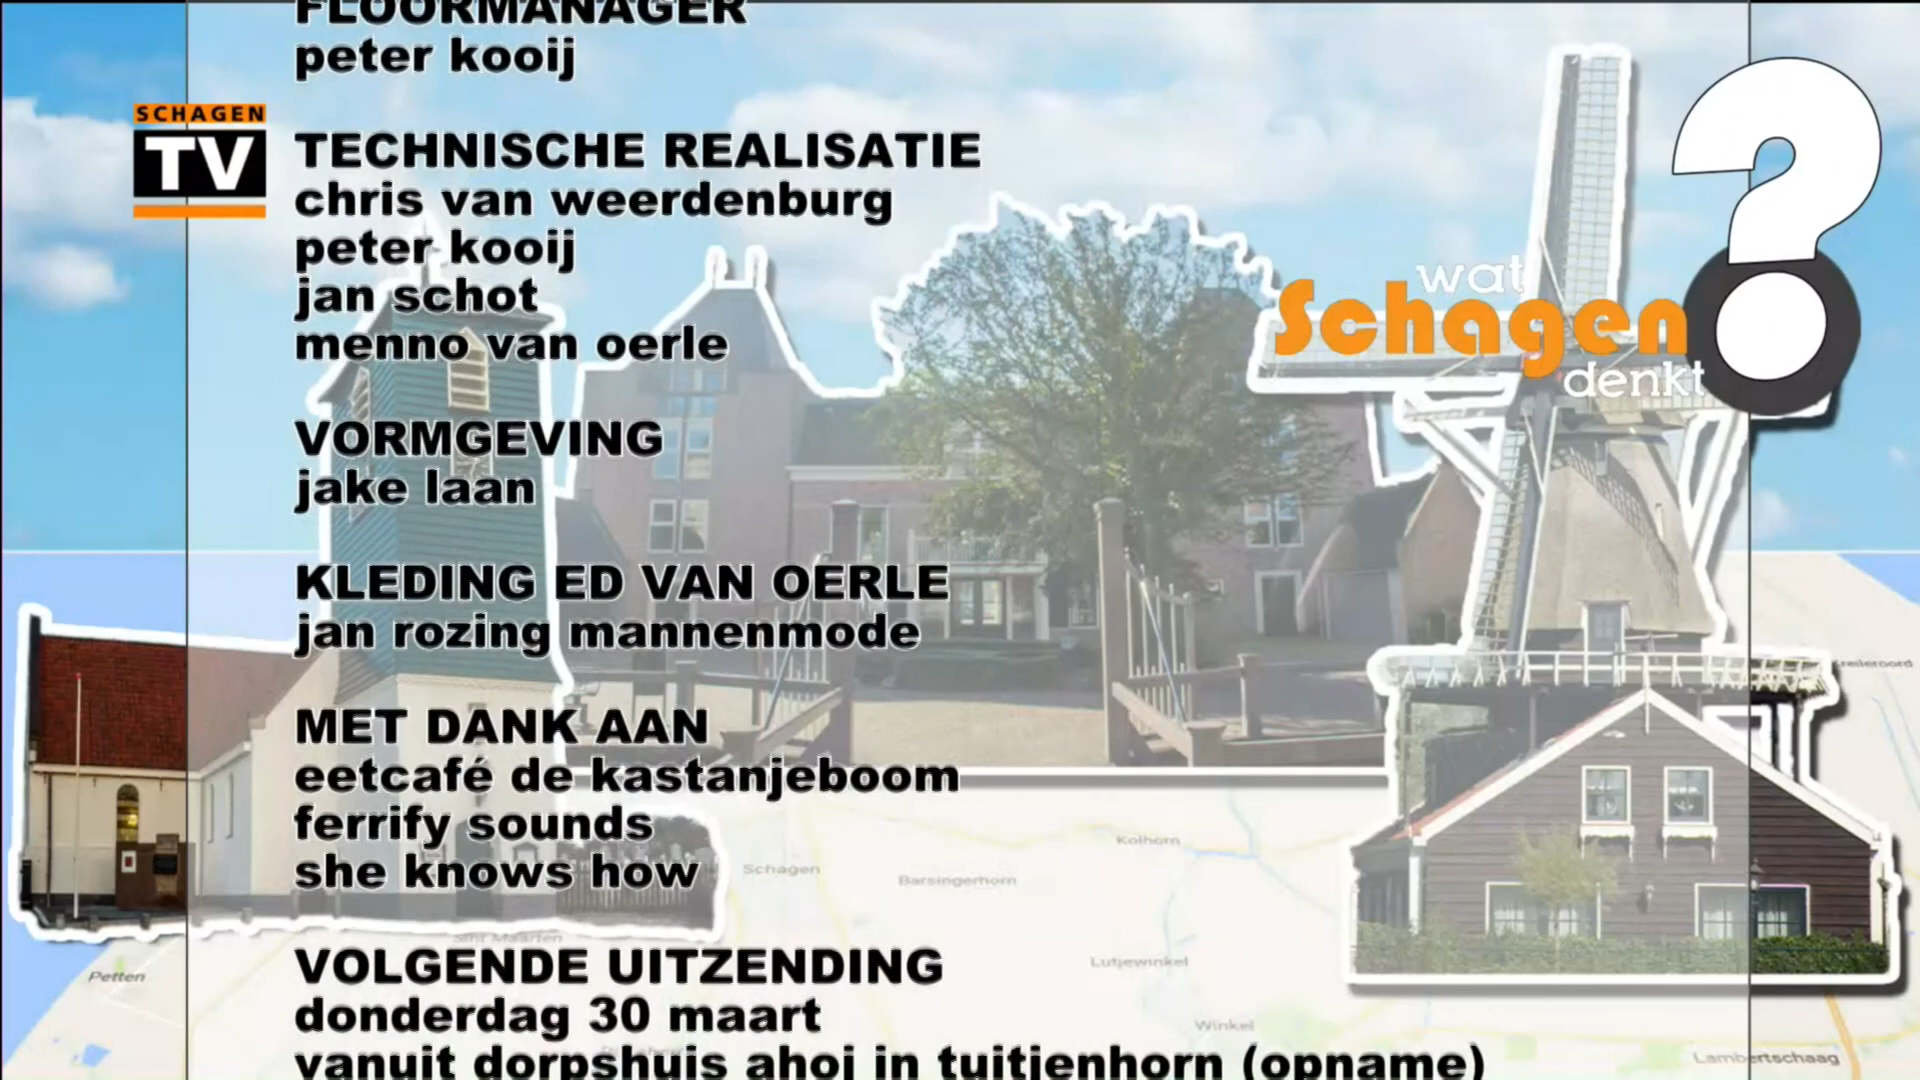 FLOORMANAGER
peter kooij
SCHAGEN
TV
TECHNISCHE REALISATIE
chris van weerdenburg
peter kooij
jan schot
menno van oerle
wat
Schagen
denkt
?
VORMGEVING
jake laan
KLEDING ED VAN OERLE
jan rozing mannenmode
MET DANK AAN
eetcafé de kastanjeboom
ferrify sounds
she knows how
Kolhorn
Schagen
Barsingerhorn
Sint Maarten
Petten
Lutjewinkel
VOLGENDE UITZENDING
donderdag 30 maart
Winkel
Lambertschaag
vanuit dorpshuis ahoj in tuitjenhorn (opname)